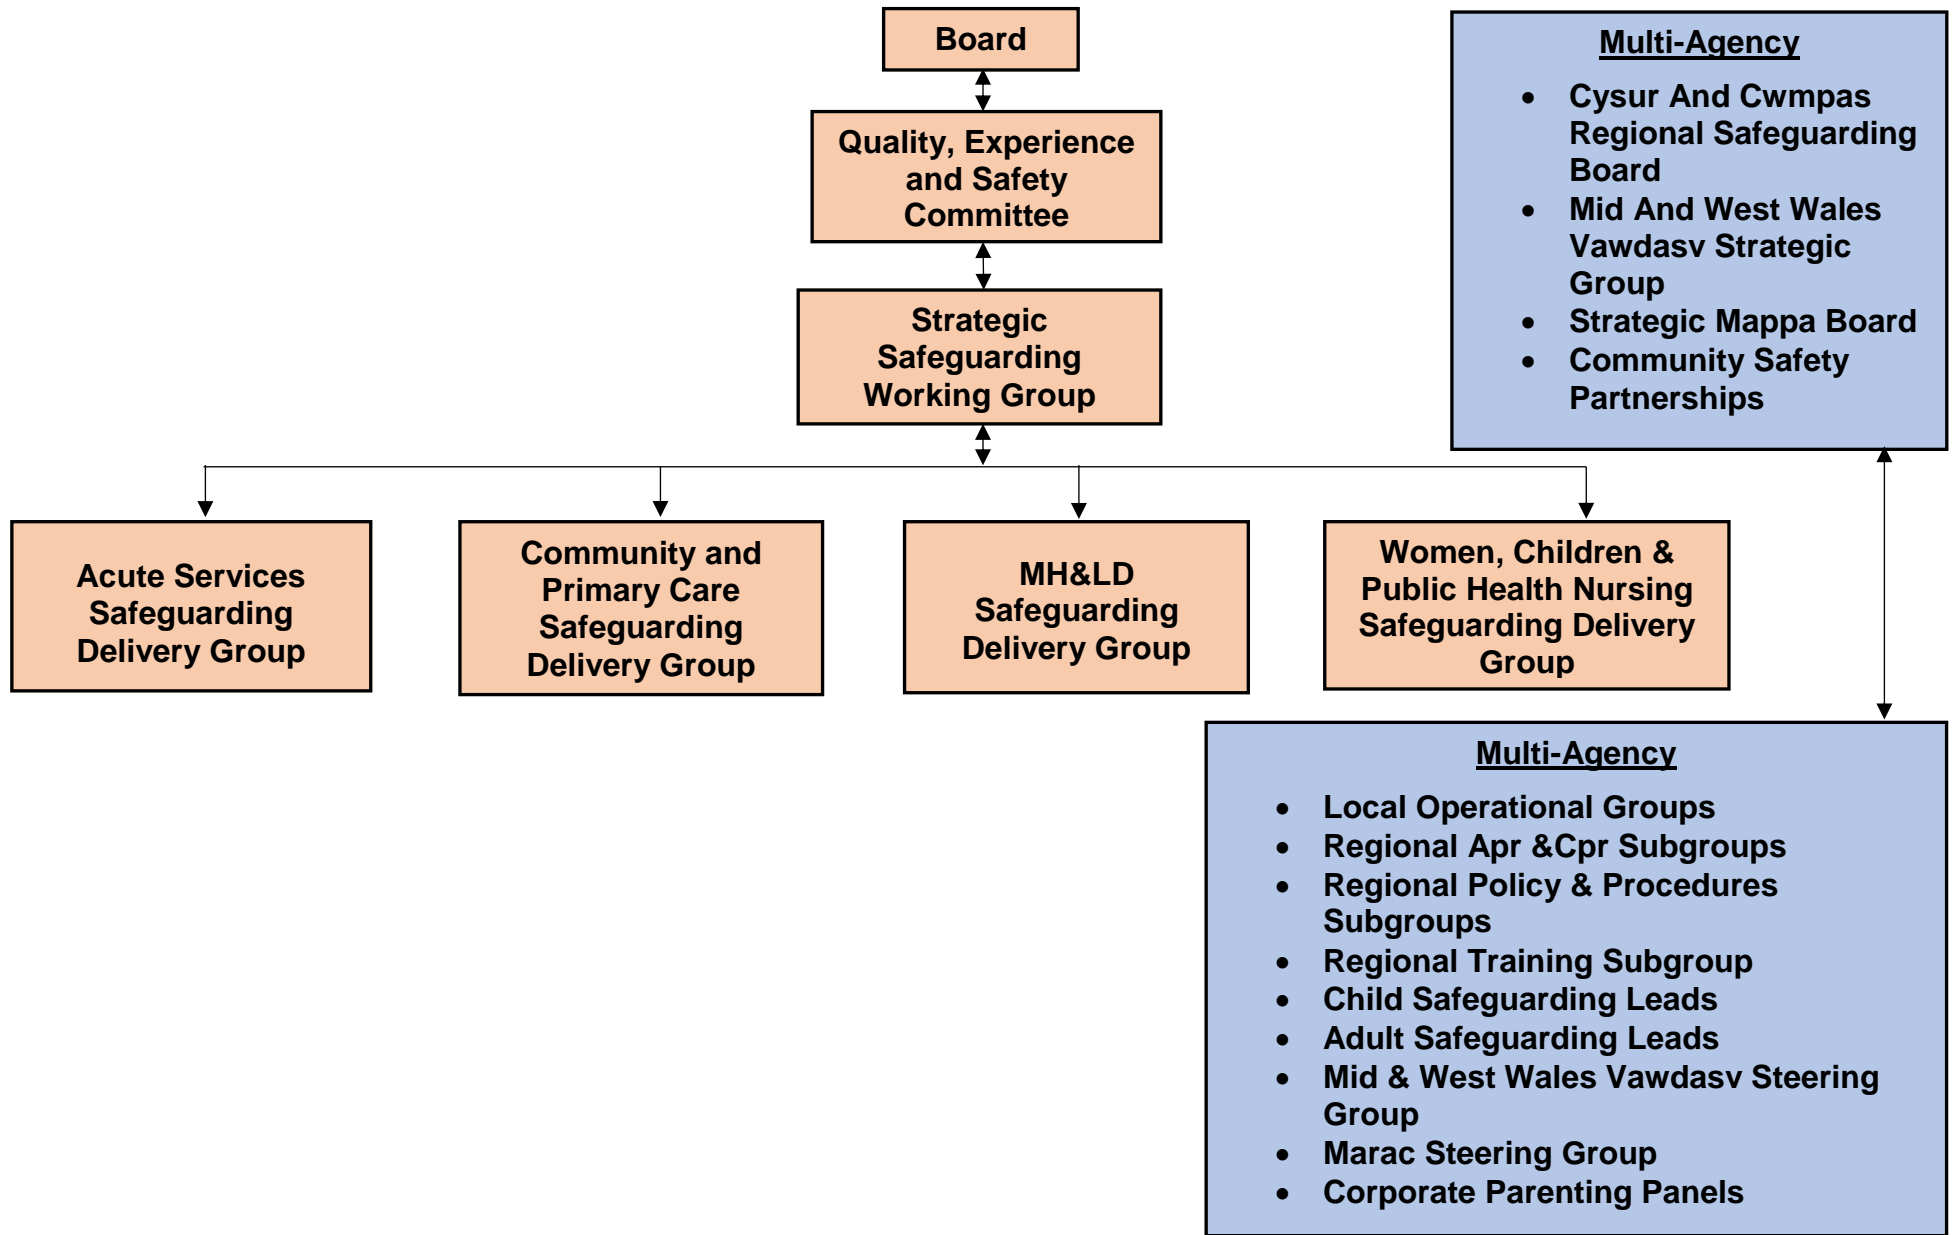 Board
Quality, Experience
and Safety
Committee
Strategic
Safeguarding
Working Group
Acute Services
Safeguarding
Delivery Group
Community and
Primary Care
Safeguarding
Delivery Group
MH&LD
Safeguarding
Delivery Group
Women, Children &
Public Health Nursing
Safeguarding Delivery
Group
Multi-Agency
• Cysur And Cwmpas
Regional Safeguarding
Board
• Mid And West Wales
Vawdasv Strategic
Group
• Strategic Mappa Board
• Community Safety
Partnerships
Multi-Agency
• Local Operational Groups
• Regional Apr &Cpr Subgroups
• Regional Policy & Procedures
Subgroups
• Regional Training Subgroup
• Child Safeguarding Leads
• Adult Safeguarding Leads
• Mid & West Wales Vawdasv Steering
Group
• Marac Steering Group
• Corporate Parenting Panels